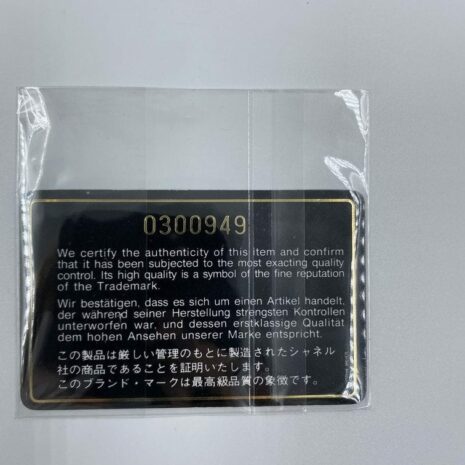 0300949
We certify the authenticity of this item and confirm
that it has been subjected to the most exacting quality
control. Its high quality is a symbol of the fine reputation
of the Trademark.
Wir bestätigen, dass es sich um einen Artikel handelt,
der während seiner Herstellung strengsten Kontrollen
unterworfen war, und dessen erstklassige Qualität
dem hohen Ansehen unserer Marke entspricht.
この製品は厳しい管理のもとに製造されたシャネル
社の商品であることを証明いたします。
このブランド・マークは最高級品質の象徴です。